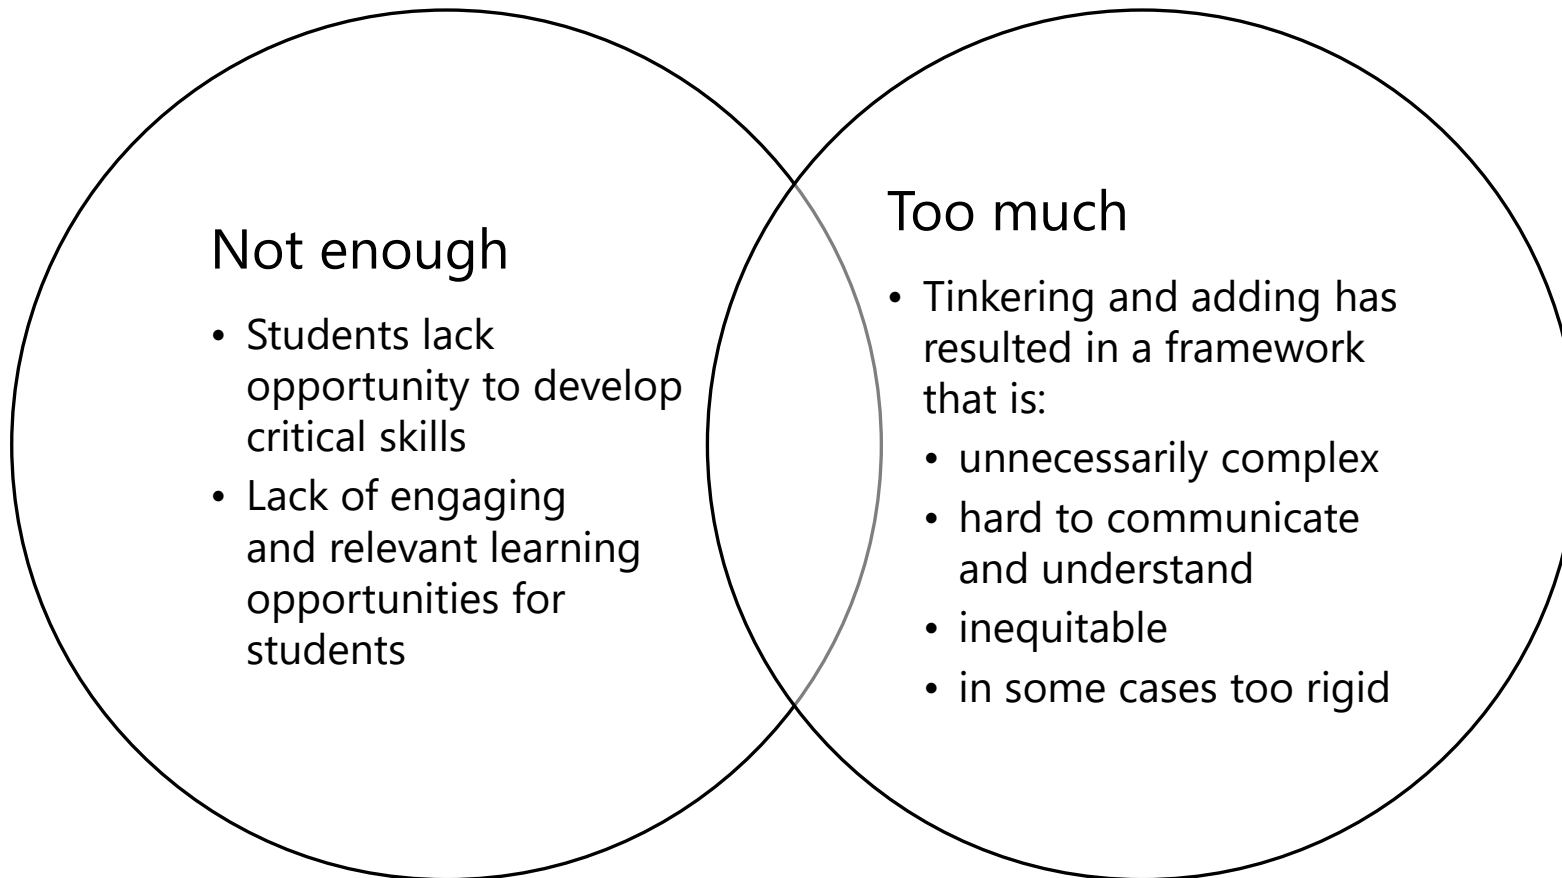 Not enough
• Students lack
opportunity to develop
critical skills
• Lack of engaging
and relevant learning
opportunities for
students
Too much
• Tinkering and adding has
resulted in a framework
that is:
• unnecessarily complex
• hard to communicate
and understand
• inequitable
• in some cases too rigid